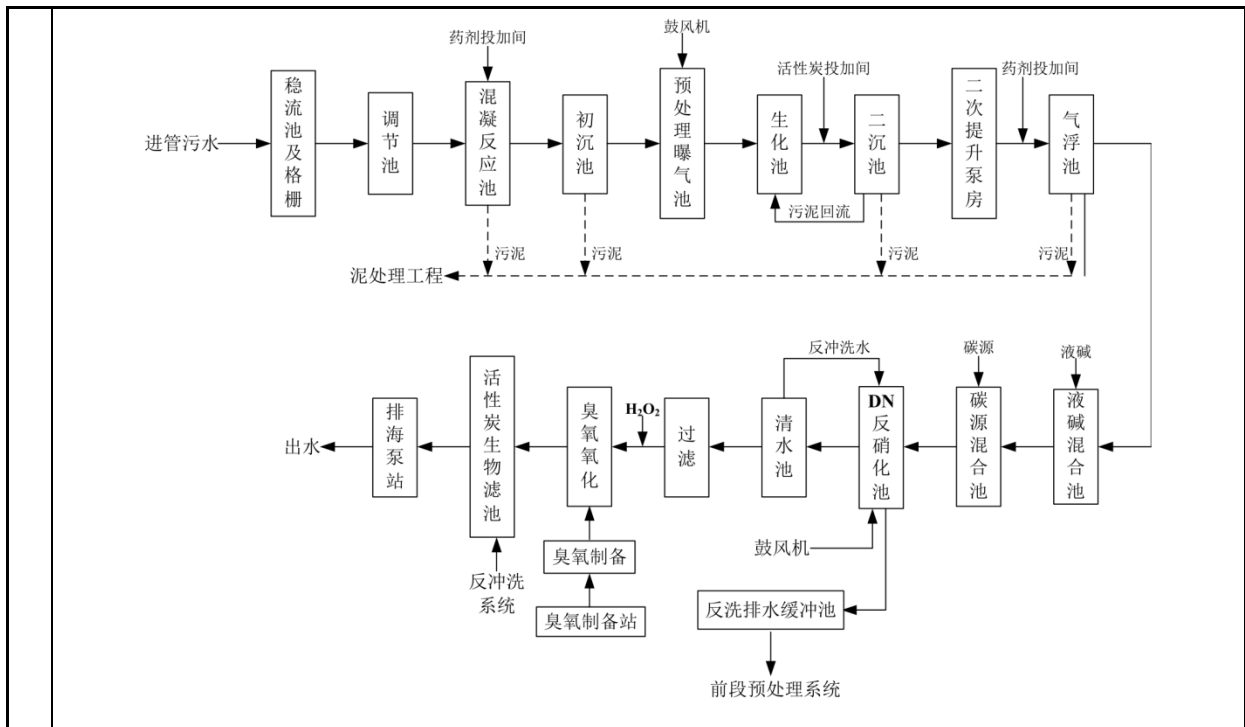 药剂投加间
鼓风机
活性炭投加间
药剂投加间
进管污水
稳流池及格栅
调节池
混凝反应池
初沉池
预处理曝气池
生化池
二沉池
二次提升泵房
气浮池
污泥回流
污泥
污泥
污泥
污泥
泥处理工程
反冲洗水
碳源
液碱
出水
排海泵站
活性炭生物滤池
臭氧氧化
H₂O₂
过滤
清水池
DN反硝化池
碳源混合池
液碱混合池
鼓风机
反冲洗
系统
臭氧制备
臭氧制备站
反洗排水缓冲池
前段预处理系统